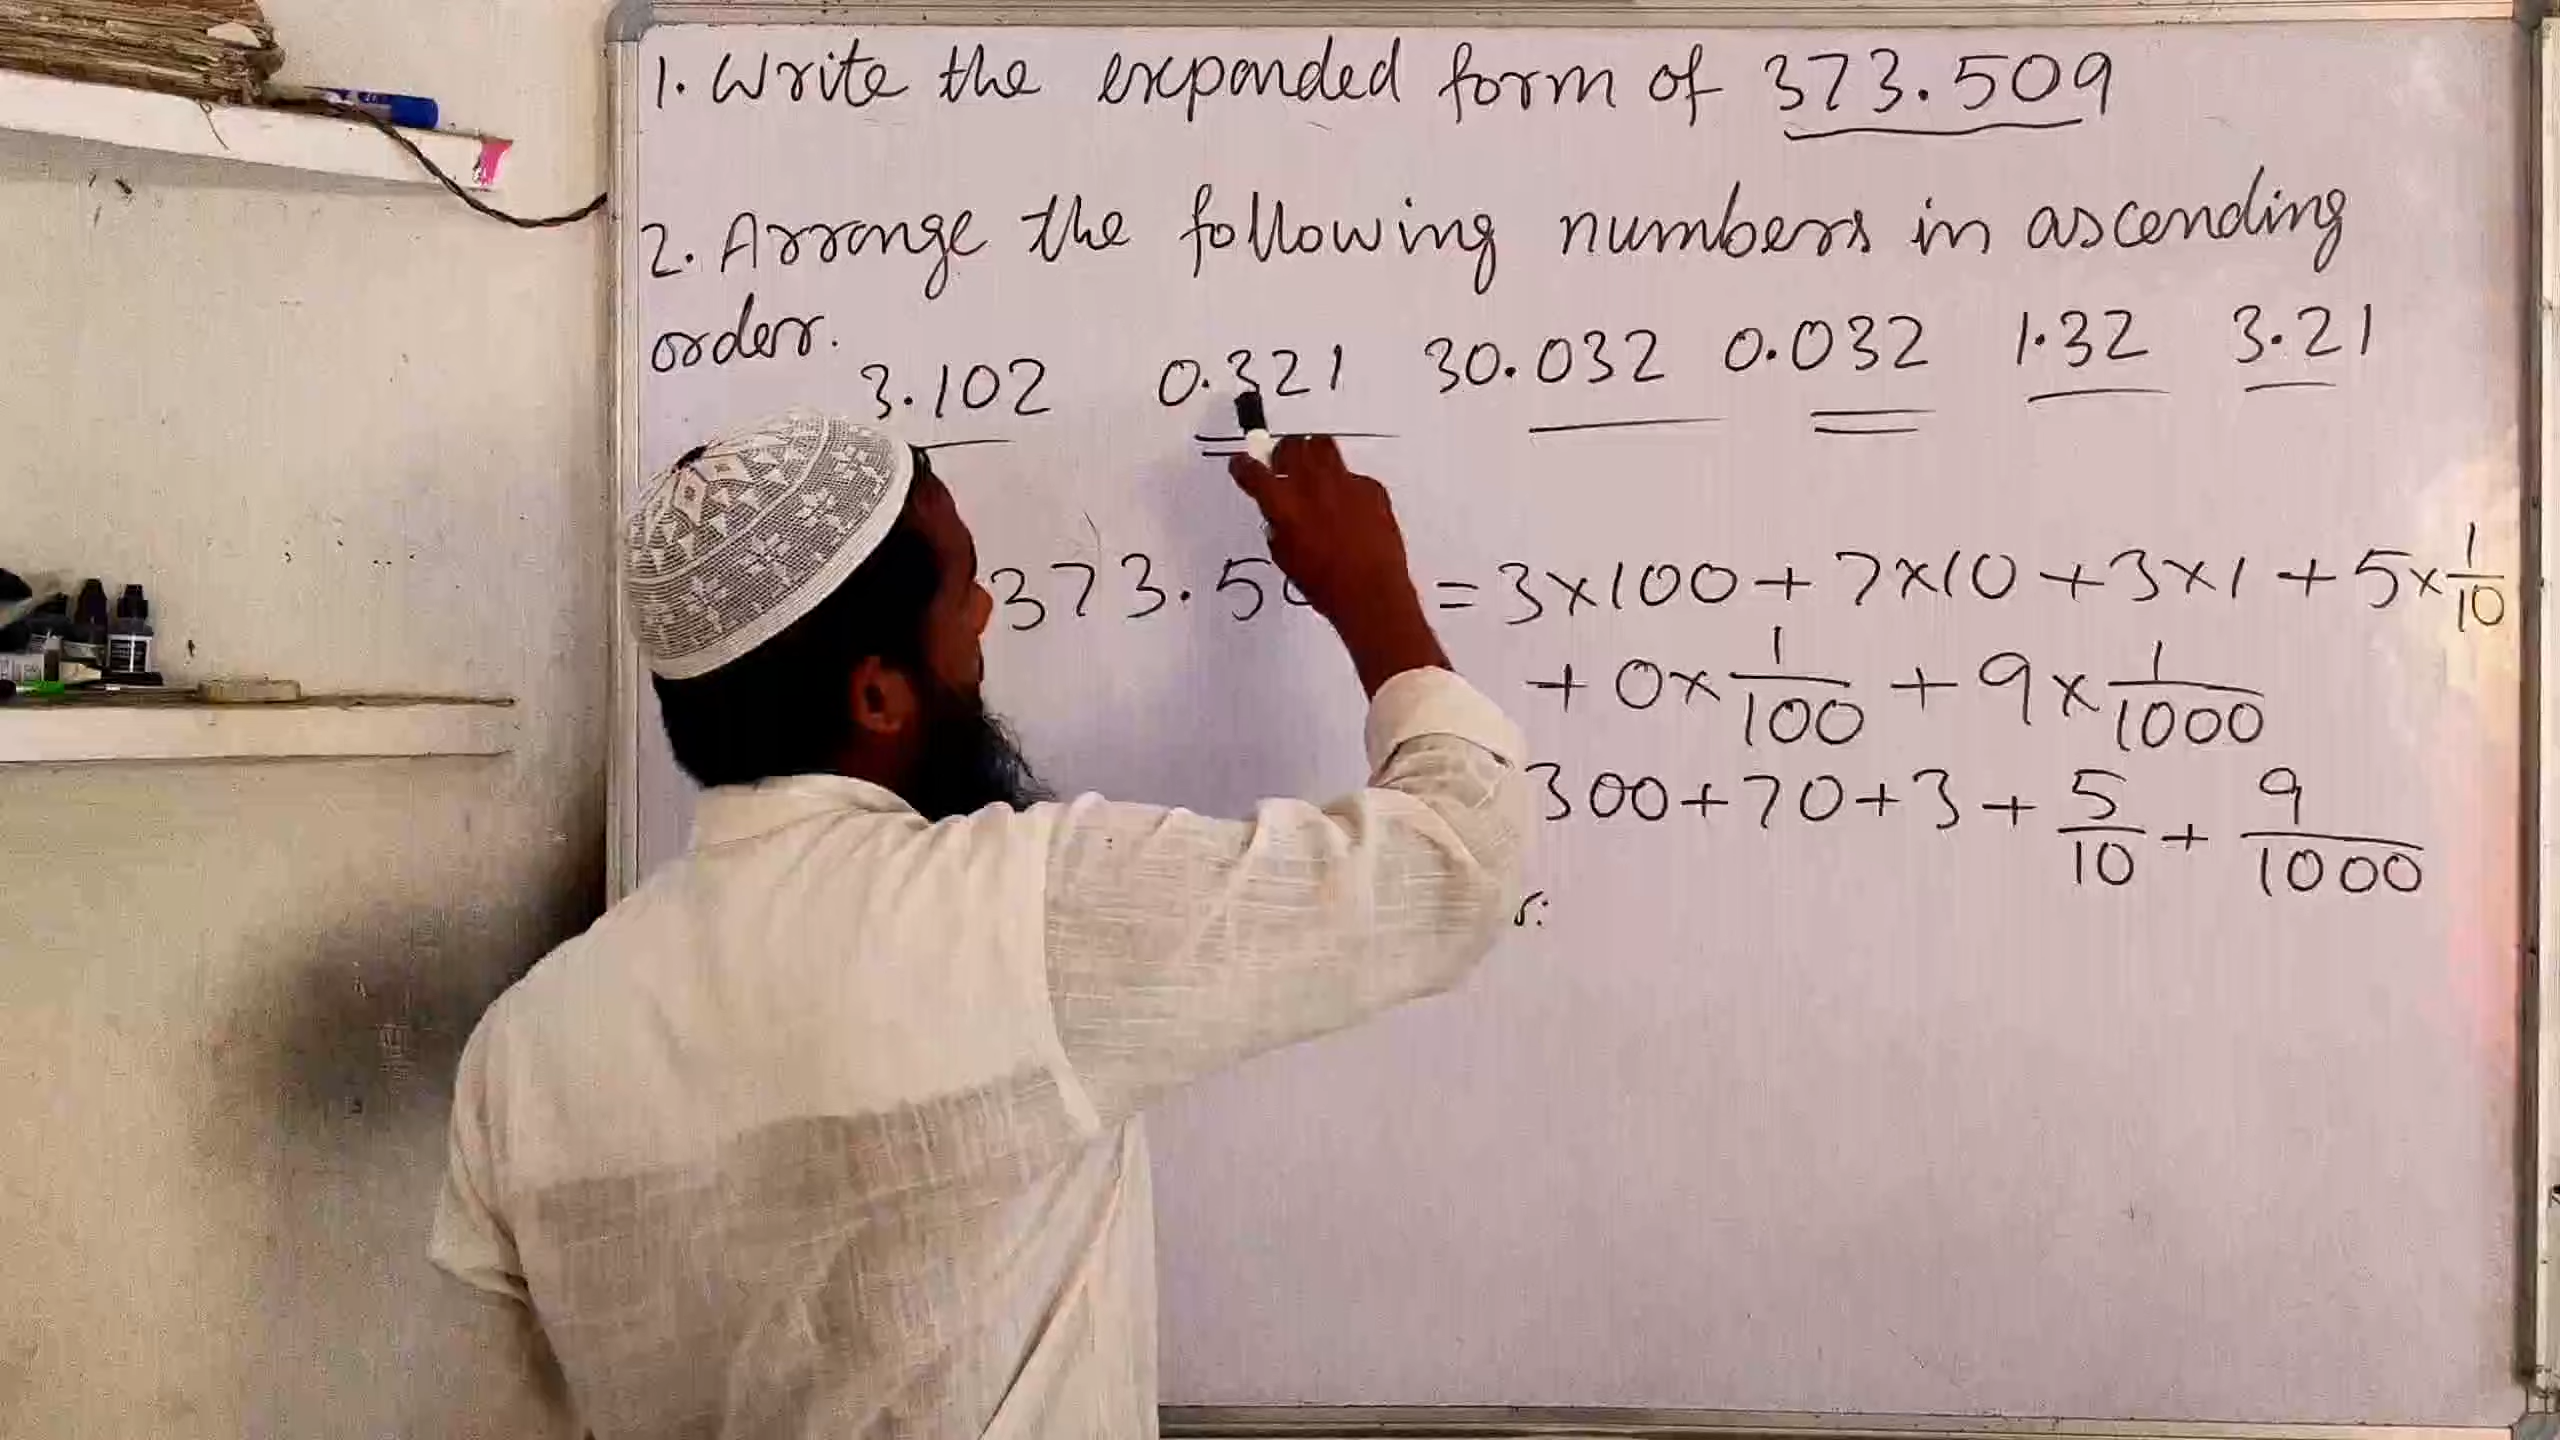 1. Write the expanded form of 373.509
2. Arrange the following numbers in ascending
order. 3.102 0.321 30.032 0.032 1.32 3.21
373.50 = 3×100 + 7×10 + 3×1 + 5×1/10
+ 0×1/100 + 9×1/1000
300+70+3+5/10+9/1000